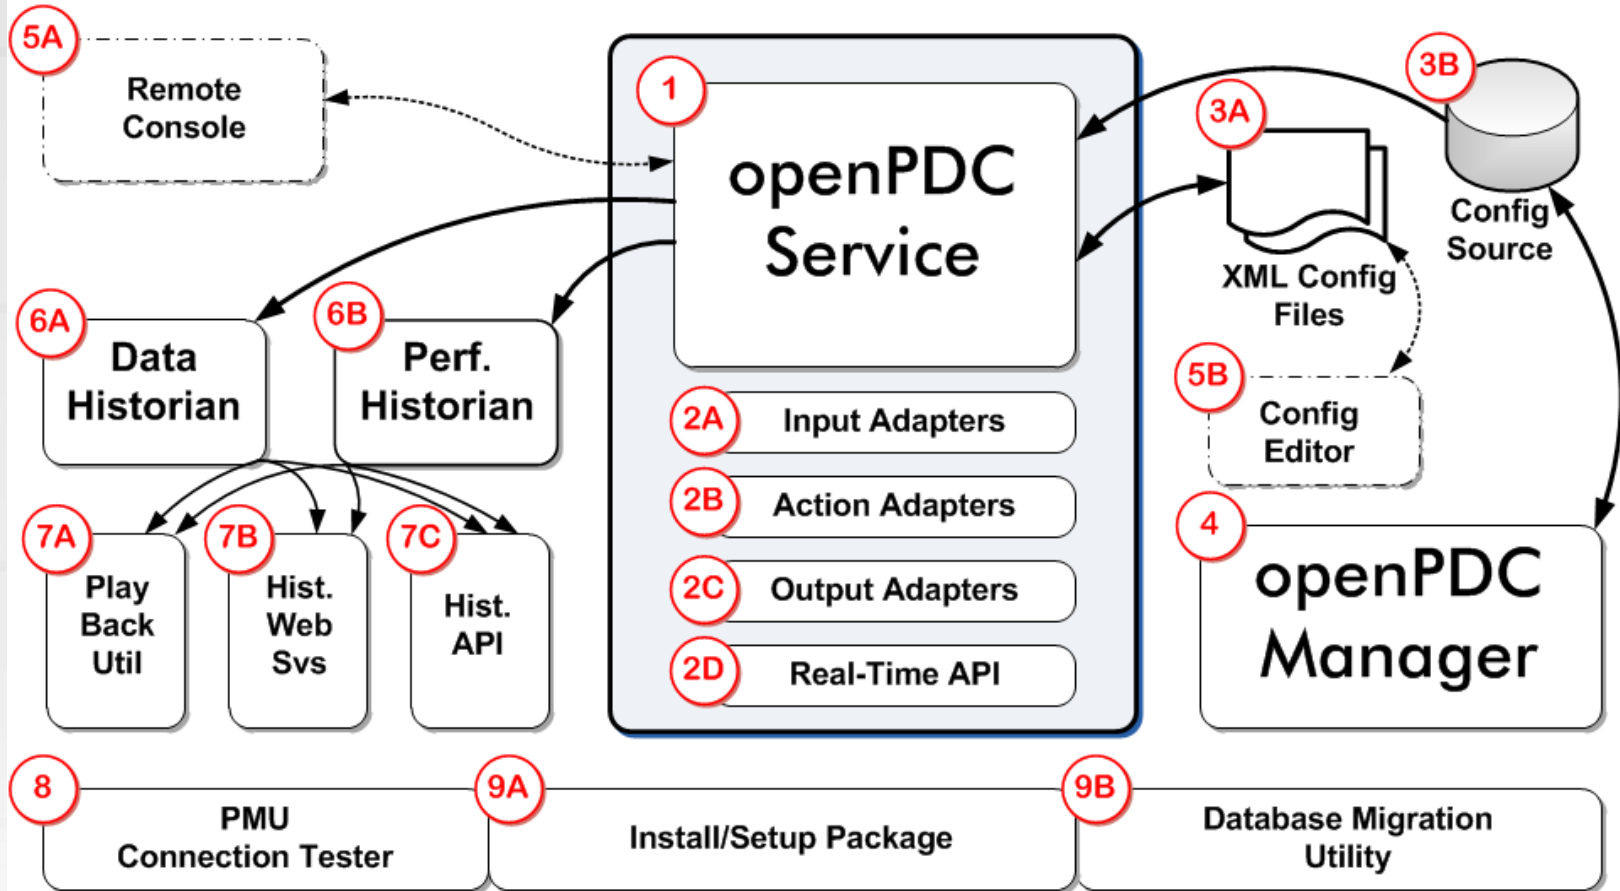 5A
Remote
Console
1
openPDC
Service
3A
XML Config
Files
3B
Config
Source
6A
Data
Historian
6B
Perf.
Historian
2A
Input Adapters
2B
Action Adapters
2C
Output Adapters
2D
Real-Time API
5B
Config
Editor
4
openPDC
Manager
7A
Play
Back
Util
7B
Hist.
Web
Svs
7C
Hist.
API
8
PMU
Connection Tester
9A
Install/Setup Package
9B
Database Migration
Utility